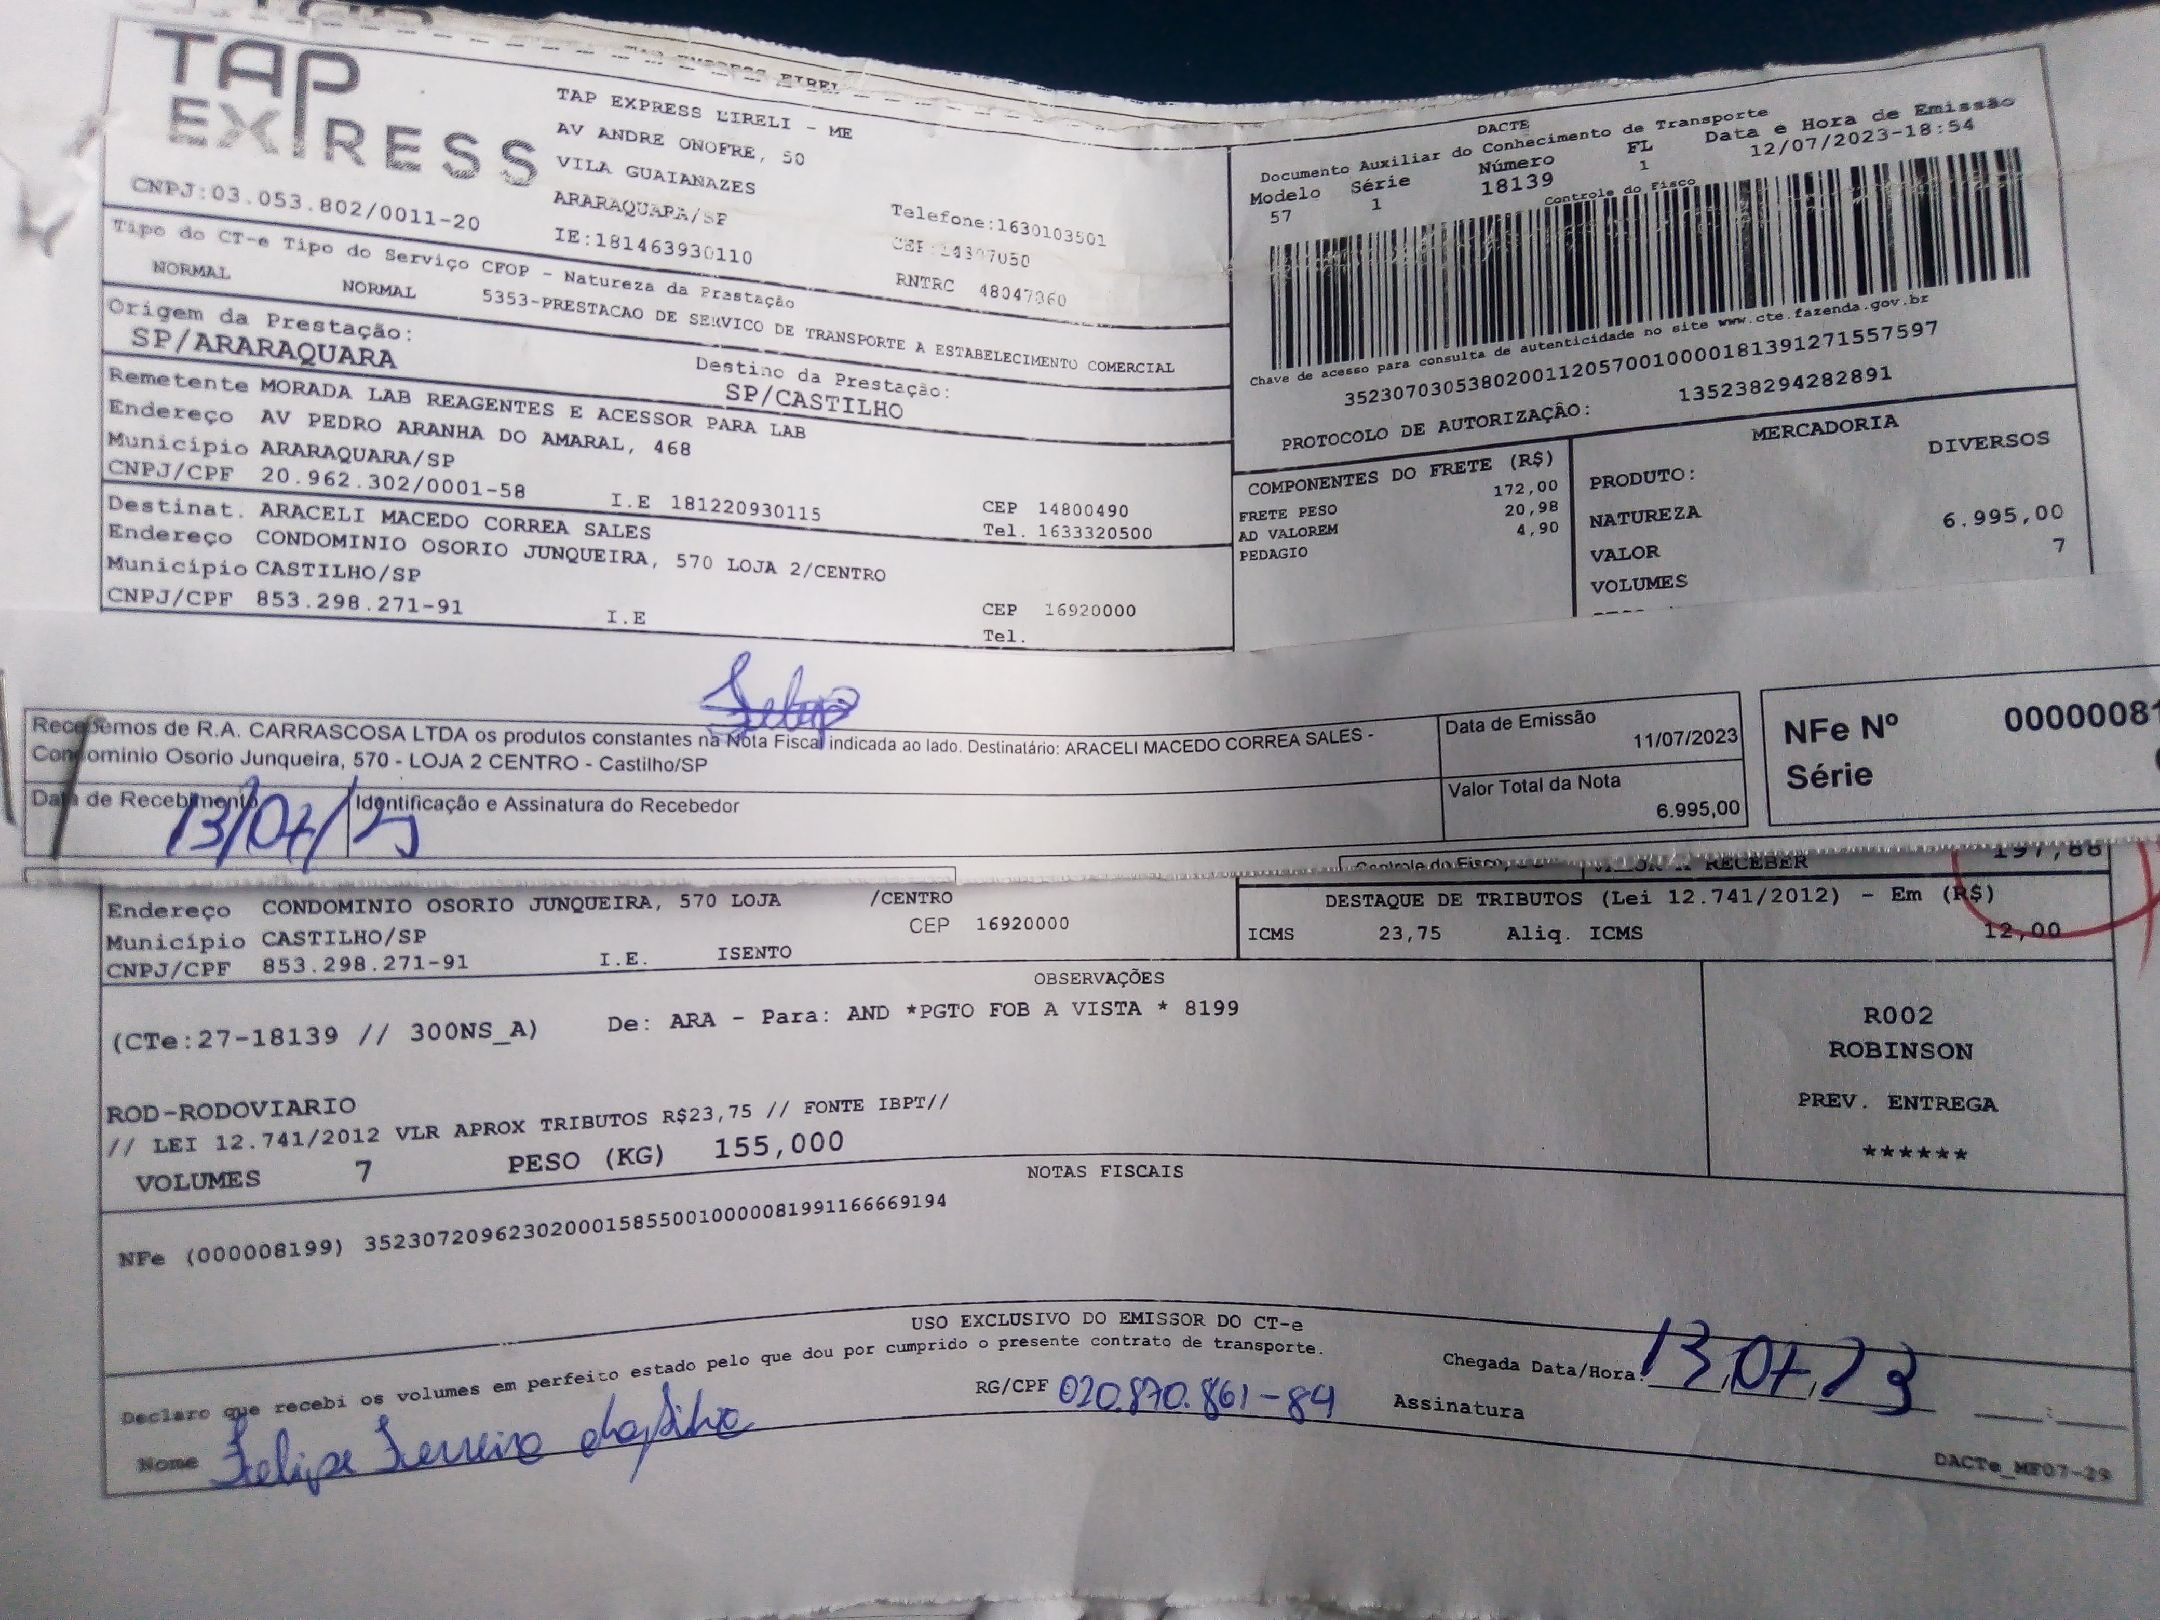 TAP EXPRESS
TAP EXPRESS EIRELI - ME
AV ANDRE ONOFRE, 50
VILA GUAIANAZES
ARARAQUARA/SP
CNPJ:03.053.802/0011-20
IE:181463930110
Telefone:1630103501
RNTRC
Tipo do CT-e Tipo do Serviço CFOP - Natureza da Prestação
NORMAL NORMAL 5353-PRESTACAO DE SERVICO DE TRANSPORTE A ESTABELECIMENTO COMERCIAL
Origem da Prestação:
SP/ARARAQUARA
Destino da Prestação:
SP/CASTILHO
Remetente MORADA LAB REAGENTES E ACESSOR PARA LAB
Endereço AV PEDRO ARANHA DO AMARAL, 468
Município ARARAQUARA/SP
CNPJ/CPF 20.962.302/0001-58 I.E 181220930115
CEP 14800490
Tel. 1633320500
Destinat. ARACELI MACEDO CORREA SALES
Endereço CONDOMINIO OSORIO JUNQUEIRA, 570 LOJA 2/CENTRO
Município CASTILHO/SP
CNPJ/CPF 853.298.271-91 I.E
CEP 16920000
Tel.
DACTE
Documento Auxiliar do Conhecimento de Transporte
Modelo Série Número FL Data e Hora de Emissão
57 1 18139 1 12/07/2023-18:54
Controle do Fisco
Chave de acesso para consulta de autenticidade no site www.cte.fazenda.gov.br
35230703053802001120570010000181391271557597
PROTOCOLO DE AUTORIZAÇÃO: 135238294282891
COMPONENTES DO FRETE (R$)
FRETE PESO 172,00
AD VALOREM 20,98
PEDAGIO 4,90
MERCADORIA
PRODUTO: DIVERSOS
NATUREZA
VALOR 6.995,00
VOLUMES 7
Felipe
Recebemos de R.A. CARRASCOSA LTDA os produtos constantes na Nota Fiscal indicada ao lado. Destinatário: ARACELI MACEDO CORREA SALES -
Condominio Osorio Junqueira, 570 - LOJA 2 CENTRO - Castilho/SP
Data de Emissão
11/07/2023
Valor Total da Nota
6.995,00
NFe Nº 00000081
Série
Data de Recebimento
13/07/23
Identificação e Assinatura do Recebedor
Controle do Fisco
RECEBER 197,88
Endereço CONDOMINIO OSORIO JUNQUEIRA, 570 LOJA /CENTRO
Município CASTILHO/SP CEP 16920000
CNPJ/CPF 853.298.271-91 I.E. ISENTO
DESTAQUE DE TRIBUTOS (Lei 12.741/2012) - Em (R$)
ICMS 23,75 Aliq. ICMS 12,00
OBSERVAÇÕES
(CTe:27-18139 // 300NS_A) De: ARA - Para: AND *PGTO FOB A VISTA * 8199
R002
ROBINSON
PREV. ENTREGA
******
ROD-RODOVIARIO
// LEI 12.741/2012 VLR APROX TRIBUTOS R$23,75 // FONTE IBPT//
VOLUMES 7 PESO (KG) 155,000
NOTAS FISCAIS
NFe (000008199) 35230720962302000158550010000081991166669194
USO EXCLUSIVO DO EMISSOR DO CT-e
Declaro que recebi os volumes em perfeito estado pelo que dou por cumprido o presente contrato de transporte.
Chegada Data/Hora: 13/07/23
Nome Felipe Ferreira da Silva
RG/CPF 020.870.861-84
Assinatura
DACTe_MF07-29